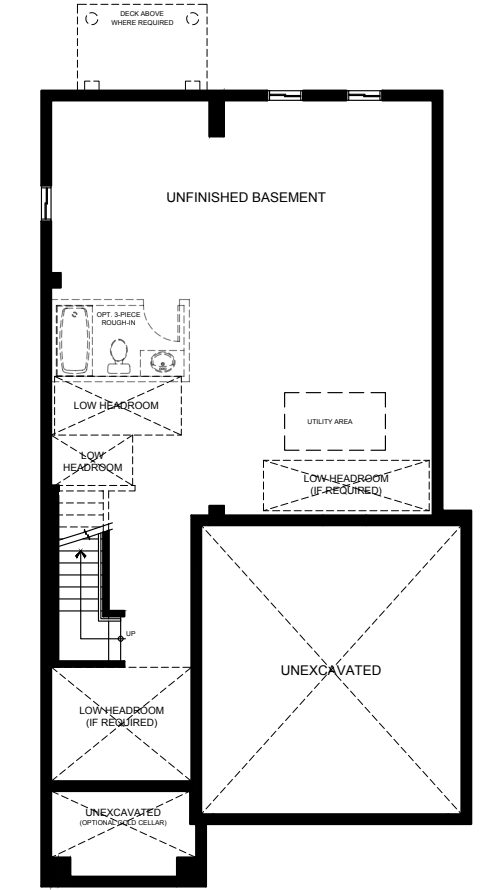 DECK ABOVE
WHERE REQUIRED
UNFINISHED BASEMENT
OPT. 3-PIECE
ROUGH-IN
LOW HEADROOM
UTILITY AREA
LOW
HEADROOM
LOW HEADROOM
(IF REQUIRED)
UP
UNEXCAVATED
LOW HEADROOM
(IF REQUIRED)
UNEXCAVATED
(OPTIONAL COLD CELLAR)